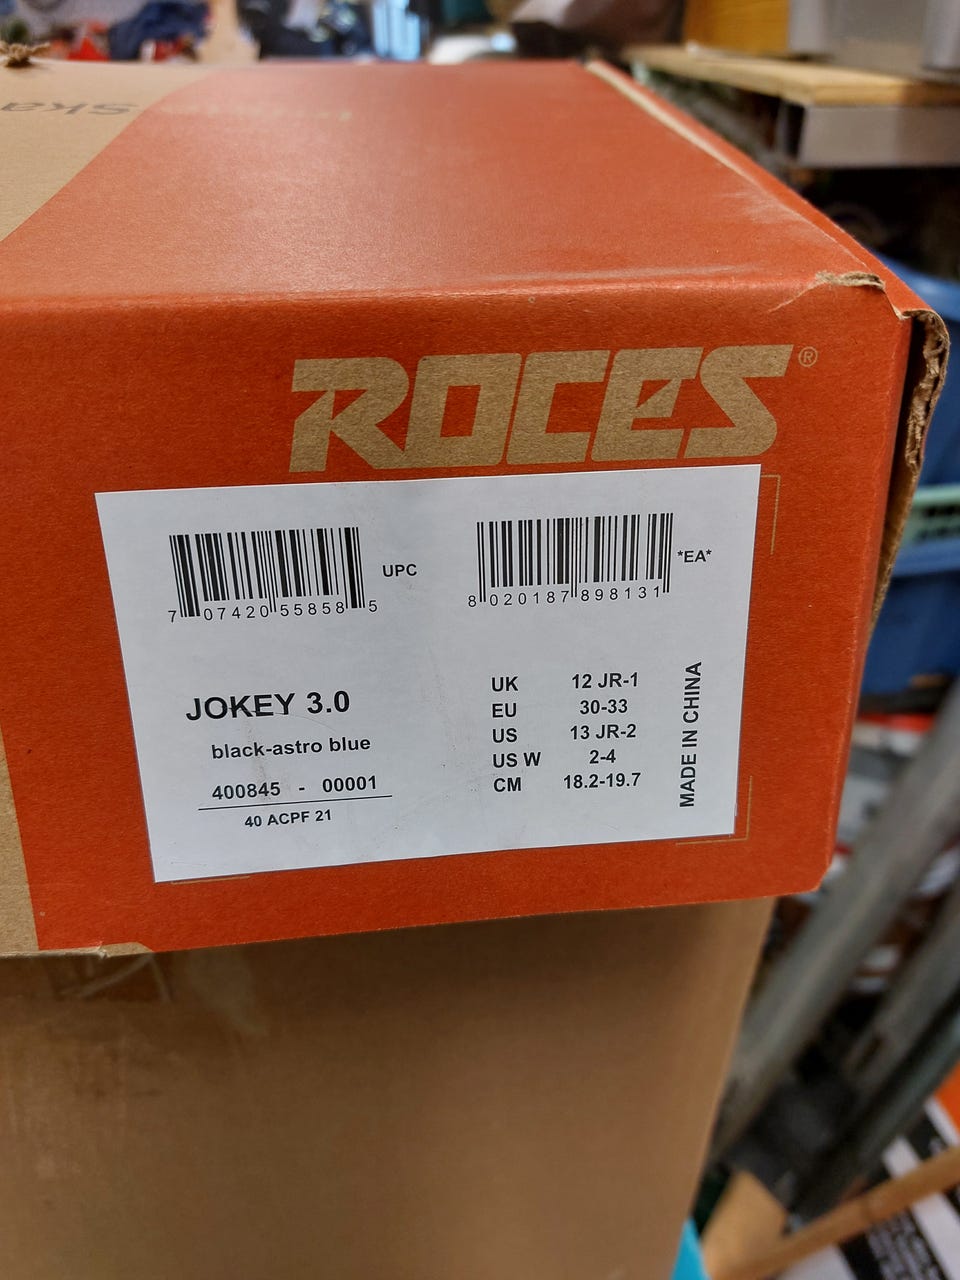 Ska
ROCES®
7 07420 55858 5
UPC
8 020187 898131
*EA*
JOKEY 3.0
black-astro blue
400845 - 00001
40 ACPF 21
UK 12 JR-1
EU 30-33
US 13 JR-2
US W 2-4
CM 18.2-19.7
MADE IN CHINA